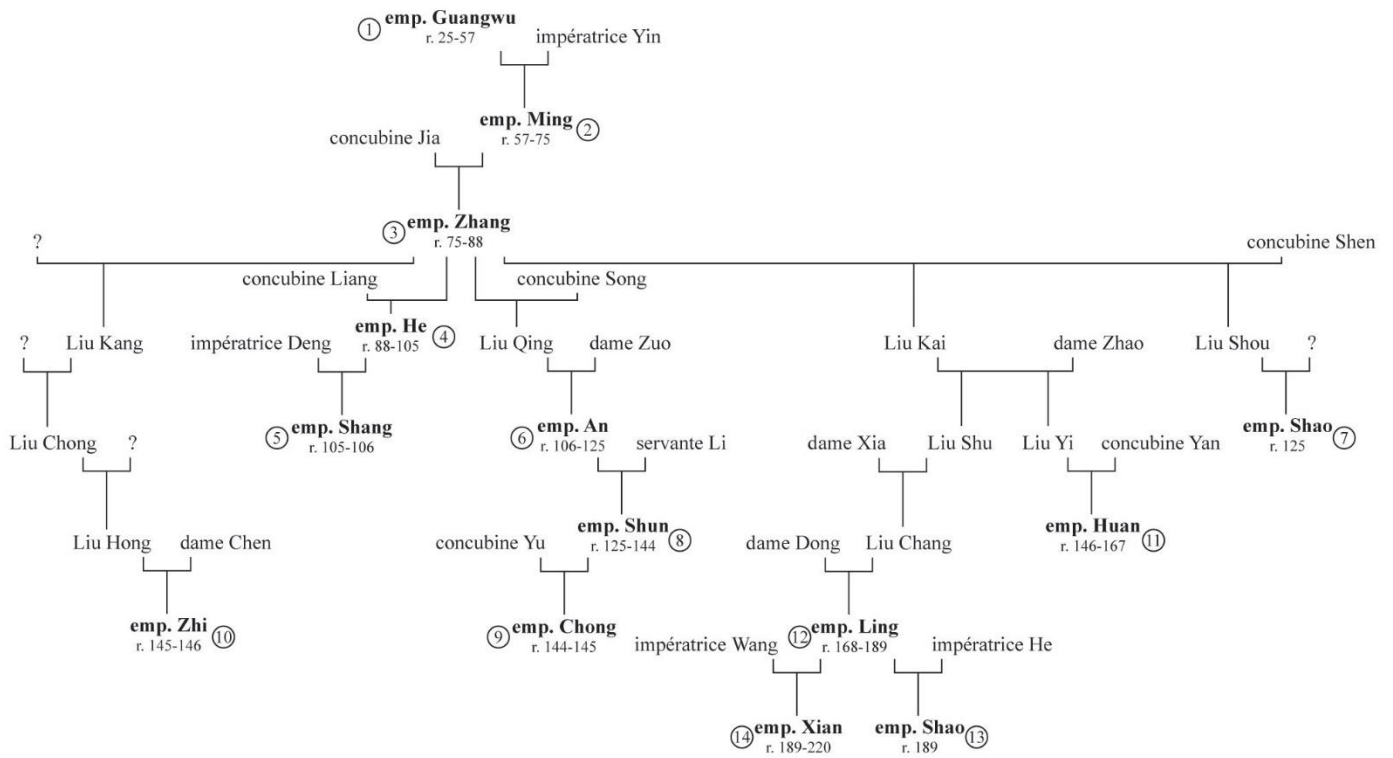 ① emp. Guangwu
r. 25-57
impératrice Yin
emp. Ming ②
r. 57-75
concubine Jia
③ emp. Zhang
r. 75-88
?
concubine Shen
concubine Liang
concubine Song
emp. He ④
r. 88-105
?
Liu Kang
impératrice Deng
Liu Qing
dame Zuo
Liu Kai
dame Zhao
Liu Shou
?
Liu Chong
?
⑤ emp. Shang
r. 105-106
⑥ emp. An
r. 106-125
servante Li
dame Xia
Liu Shu
Liu Yi
concubine Yan
emp. Shao ⑦
r. 125
Liu Hong
dame Chen
concubine Yu
emp. Shun ⑧
r. 125-144
dame Dong
Liu Chang
emp. Huan ⑪
r. 146-167
emp. Zhi ⑩
r. 145-146
⑨ emp. Chong
r. 144-145
impératrice Wang
⑫ emp. Ling
r. 168-189
impératrice He
⑭ emp. Xian
r. 189-220
emp. Shao ⑬
r. 189